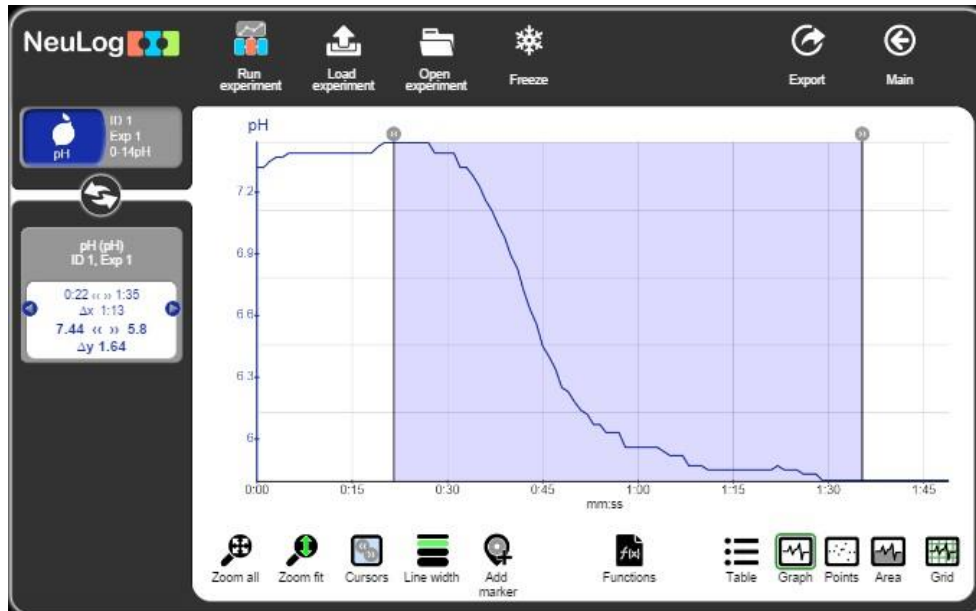 NeuLog
Run experiment
Load experiment
Open experiment
Freeze
Export
Main
pH
ID 1
Exp 1
0-14pH
pH (pH)
ID 1, Exp 1
0:22 « » 1:35
Δx 1:13
7.44 « » 5.8
Δy 1.64
pH
7.2
6.9
6.6
6.3
6
0:00 0:15 0:30 0:45 1:00 1:15 1:30 1:45
mm:ss
Zoom all
Zoom fit
Cursors
Line width
Add marker
f(x)
Functions
Table
Graph
Points
Area
Grid